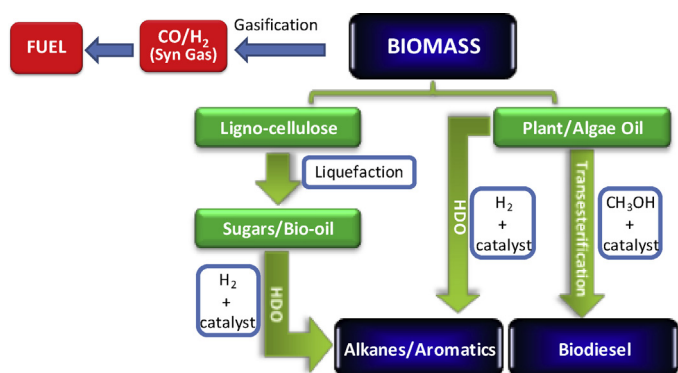 Gasification
FUEL
CO/H₂
(Syn Gas)
BIOMASS
Ligno-cellulose
Plant/Algae Oil
Liquefaction
HDO
H₂
+
catalyst
Transesterification
CH₃OH
+
catalyst
Sugars/Bio-oil
H₂
+
catalyst
HDO
Alkanes/Aromatics
Biodiesel